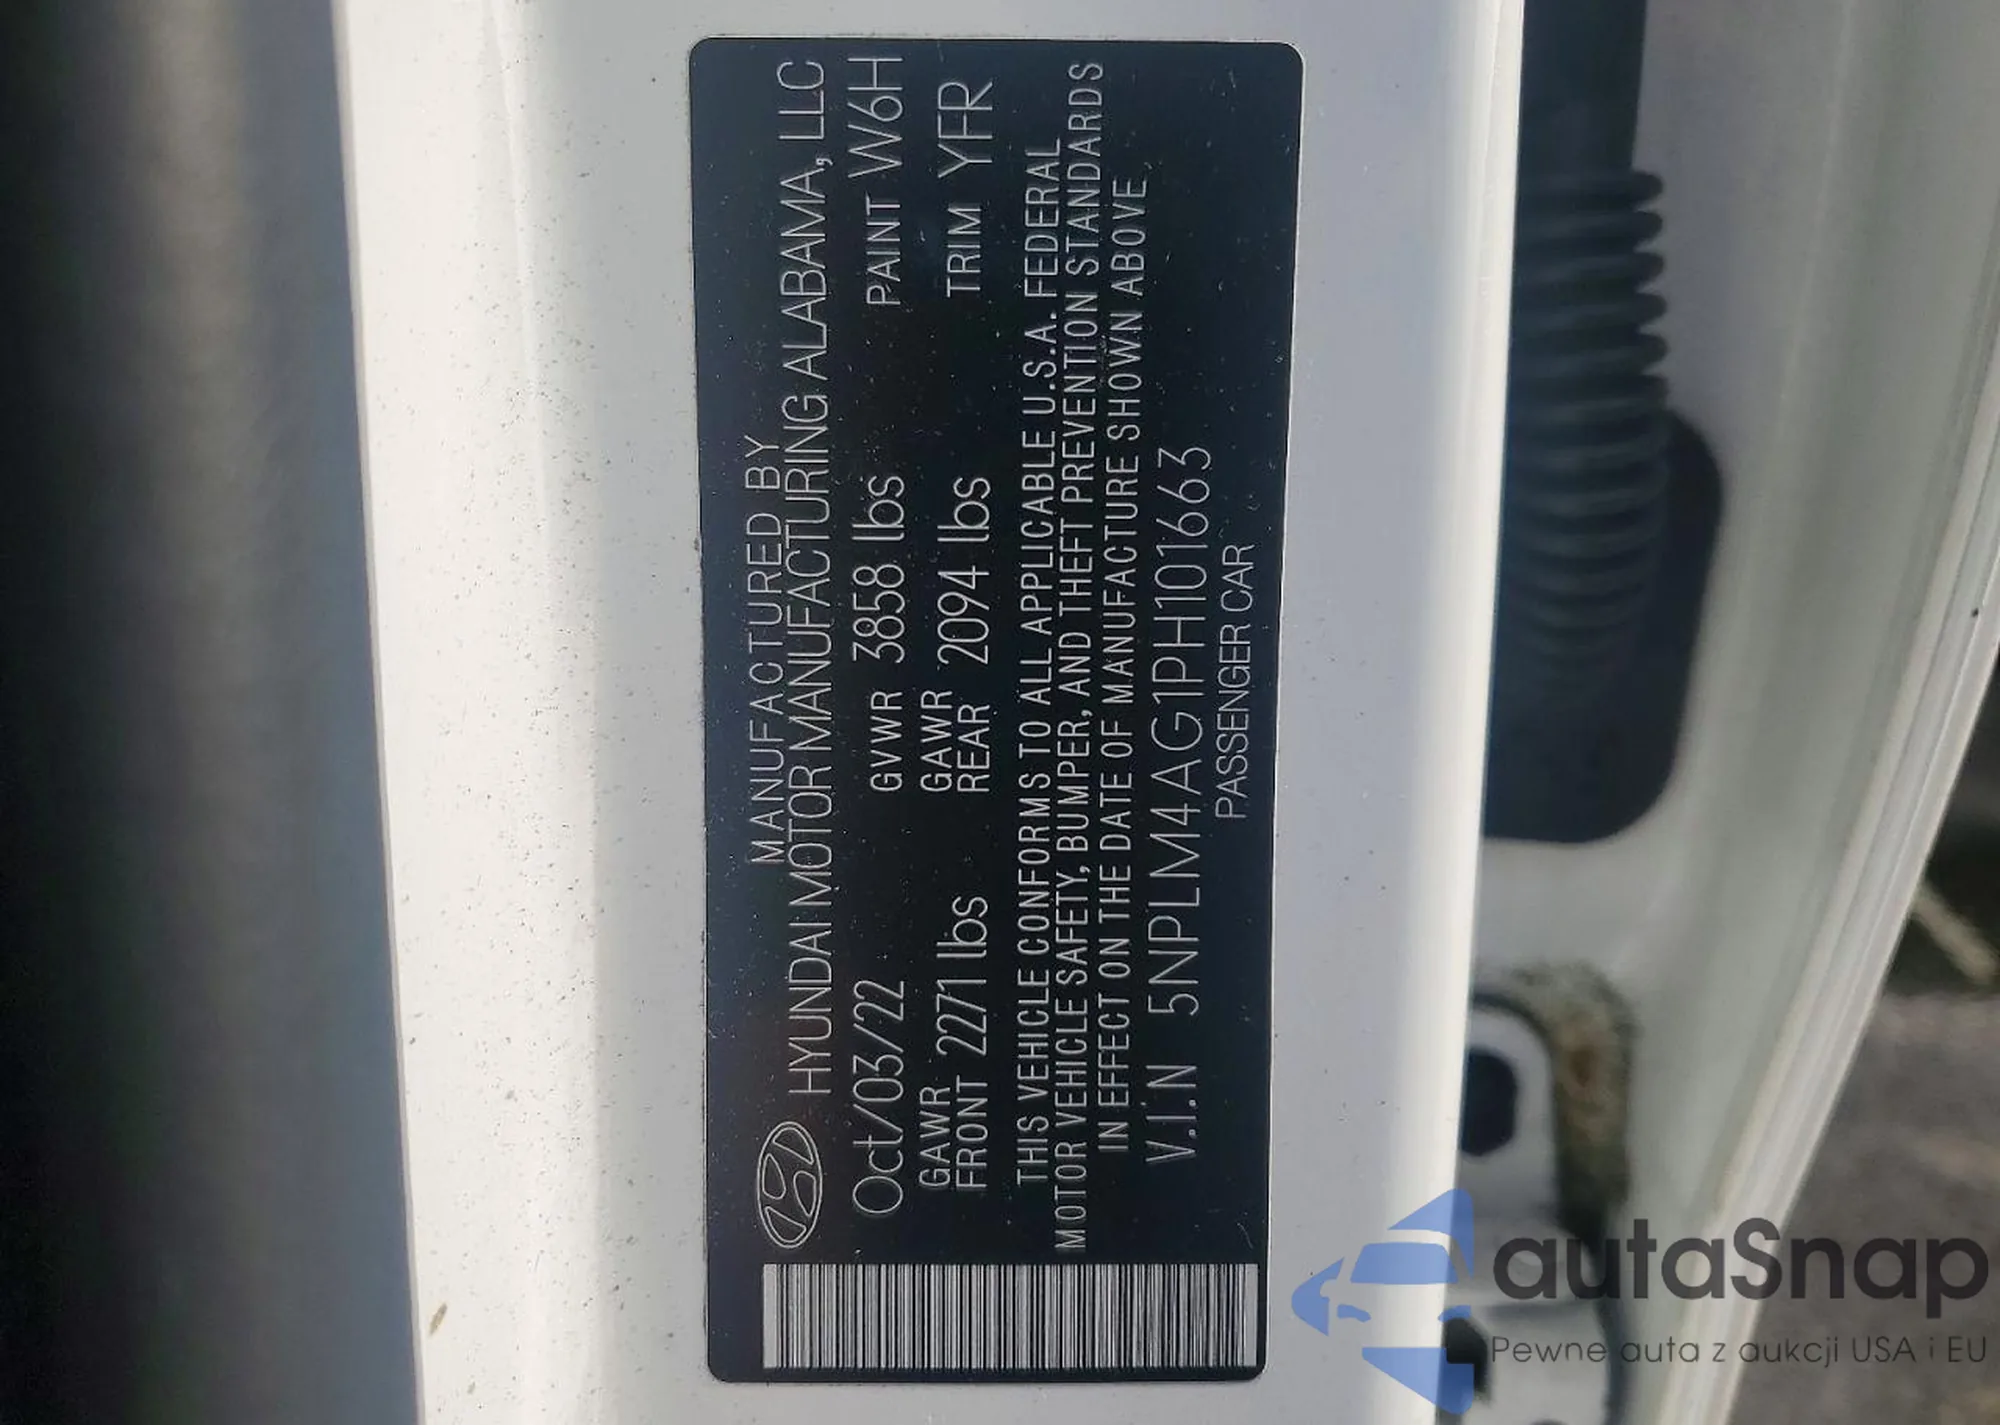 MANUFACTURED BY
HYUNDAI MOTOR MANUFACTURING ALABAMA, LLC
Oct/03/22 GVWR 3858 lbs PAINT W6H
GAWR FRONT 2271 lbs GAWR REAR 2094 lbs TRIM YFR
THIS VEHICLE CONFORMS TO ALL APPLICABLE U.S.A. FEDERAL
MOTOR VEHICLE SAFETY, BUMPER, AND THEFT PREVENTION STANDARDS
IN EFFECT ON THE DATE OF MANUFACTURE SHOWN ABOVE
V.I.N 5NPLM4AG1PH101663
PASSENGER CAR
autaSnap
Pewne auta z aukcji USA i EU